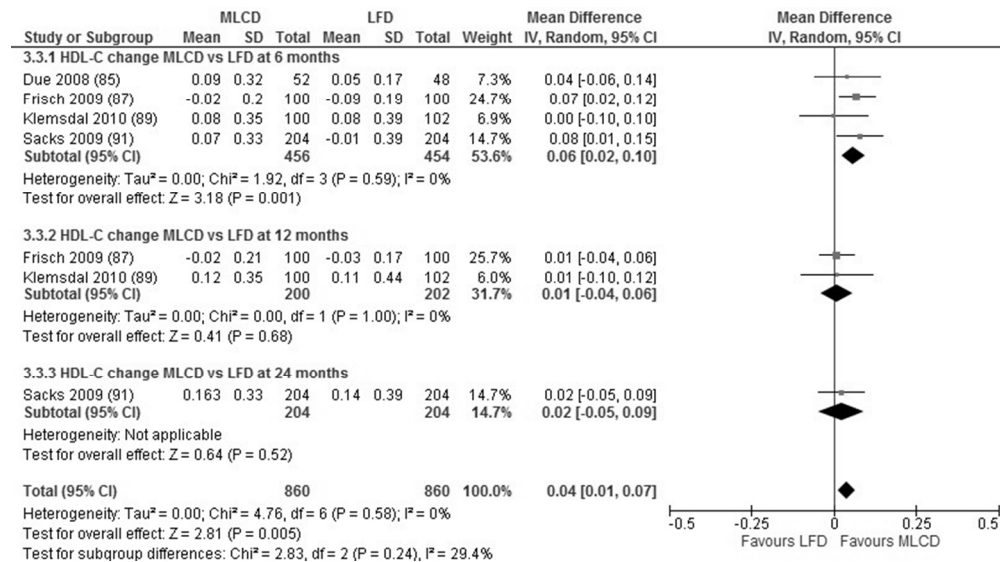 MLCD LFD Mean Difference Mean Difference
Study or Subgroup Mean SD Total Mean SD Total Weight IV, Random, 95% CI IV, Random, 95% CI
3.3.1 HDL-C change MLCD vs LFD at 6 months
Due 2008 (85) 0.09 0.32 52 0.05 0.17 48 7.3% 0.04 [-0.06, 0.14]
Frisch 2009 (87) -0.02 0.2 100 -0.09 0.19 100 24.7% 0.07 [0.02, 0.12]
Klemsdal 2010 (89) 0.08 0.35 100 0.08 0.39 102 6.9% 0.00 [-0.10, 0.10]
Sacks 2009 (91) 0.07 0.33 204 -0.01 0.39 204 14.7% 0.08 [0.01, 0.15]
Subtotal (95% CI) 456 454 53.6% 0.06 [0.02, 0.10]
Heterogeneity: Tau² = 0.00; Chi² = 1.92, df = 3 (P = 0.59); I² = 0%
Test for overall effect: Z = 3.18 (P = 0.001)
3.3.2 HDL-C change MLCD vs LFD at 12 months
Frisch 2009 (87) -0.02 0.21 100 -0.03 0.17 100 25.7% 0.01 [-0.04, 0.06]
Klemsdal 2010 (89) 0.12 0.35 100 0.11 0.44 102 6.0% 0.01 [-0.10, 0.12]
Subtotal (95% CI) 200 202 31.7% 0.01 [-0.04, 0.06]
Heterogeneity: Tau² = 0.00; Chi² = 0.00, df = 1 (P = 1.00); I² = 0%
Test for overall effect: Z = 0.41 (P = 0.68)
3.3.3 HDL-C change MLCD vs LFD at 24 months
Sacks 2009 (91) 0.163 0.33 204 0.14 0.39 204 14.7% 0.02 [-0.05, 0.09]
Subtotal (95% CI) 204 204 14.7% 0.02 [-0.05, 0.09]
Heterogeneity: Not applicable
Test for overall effect: Z = 0.64 (P = 0.52)
Total (95% CI) 860 860 100.0% 0.04 [0.01, 0.07]
Heterogeneity: Tau² = 0.00; Chi² = 4.76, df = 6 (P = 0.58); I² = 0%
Test for overall effect: Z = 2.81 (P = 0.005)
Test for subgroup differences: Chi² = 2.83, df = 2 (P = 0.24), I² = 29.4%
-0.5 -0.25 0 0.25 0.5
Favours LFD Favours MLCD